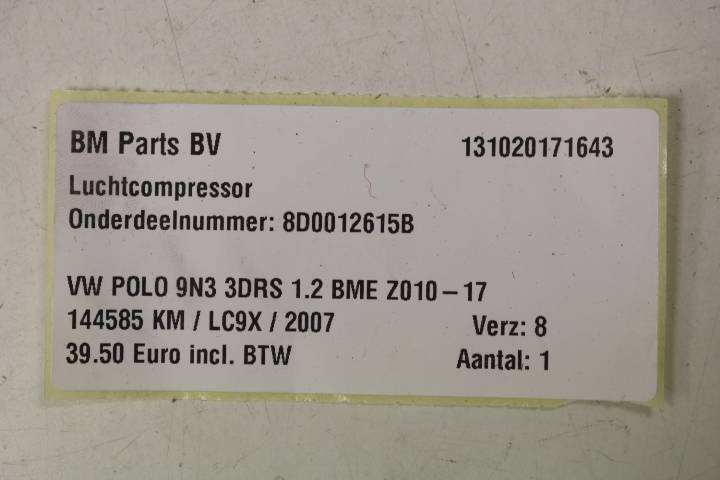 BM Parts BV 131020171643
Luchtcompressor
Onderdeelnummer: 8D0012615B
VW POLO 9N3 3DRS 1.2 BME Z010-17
144585 KM / LC9X / 2007 Verz: 8
39.50 Euro incl. BTW Aantal: 1